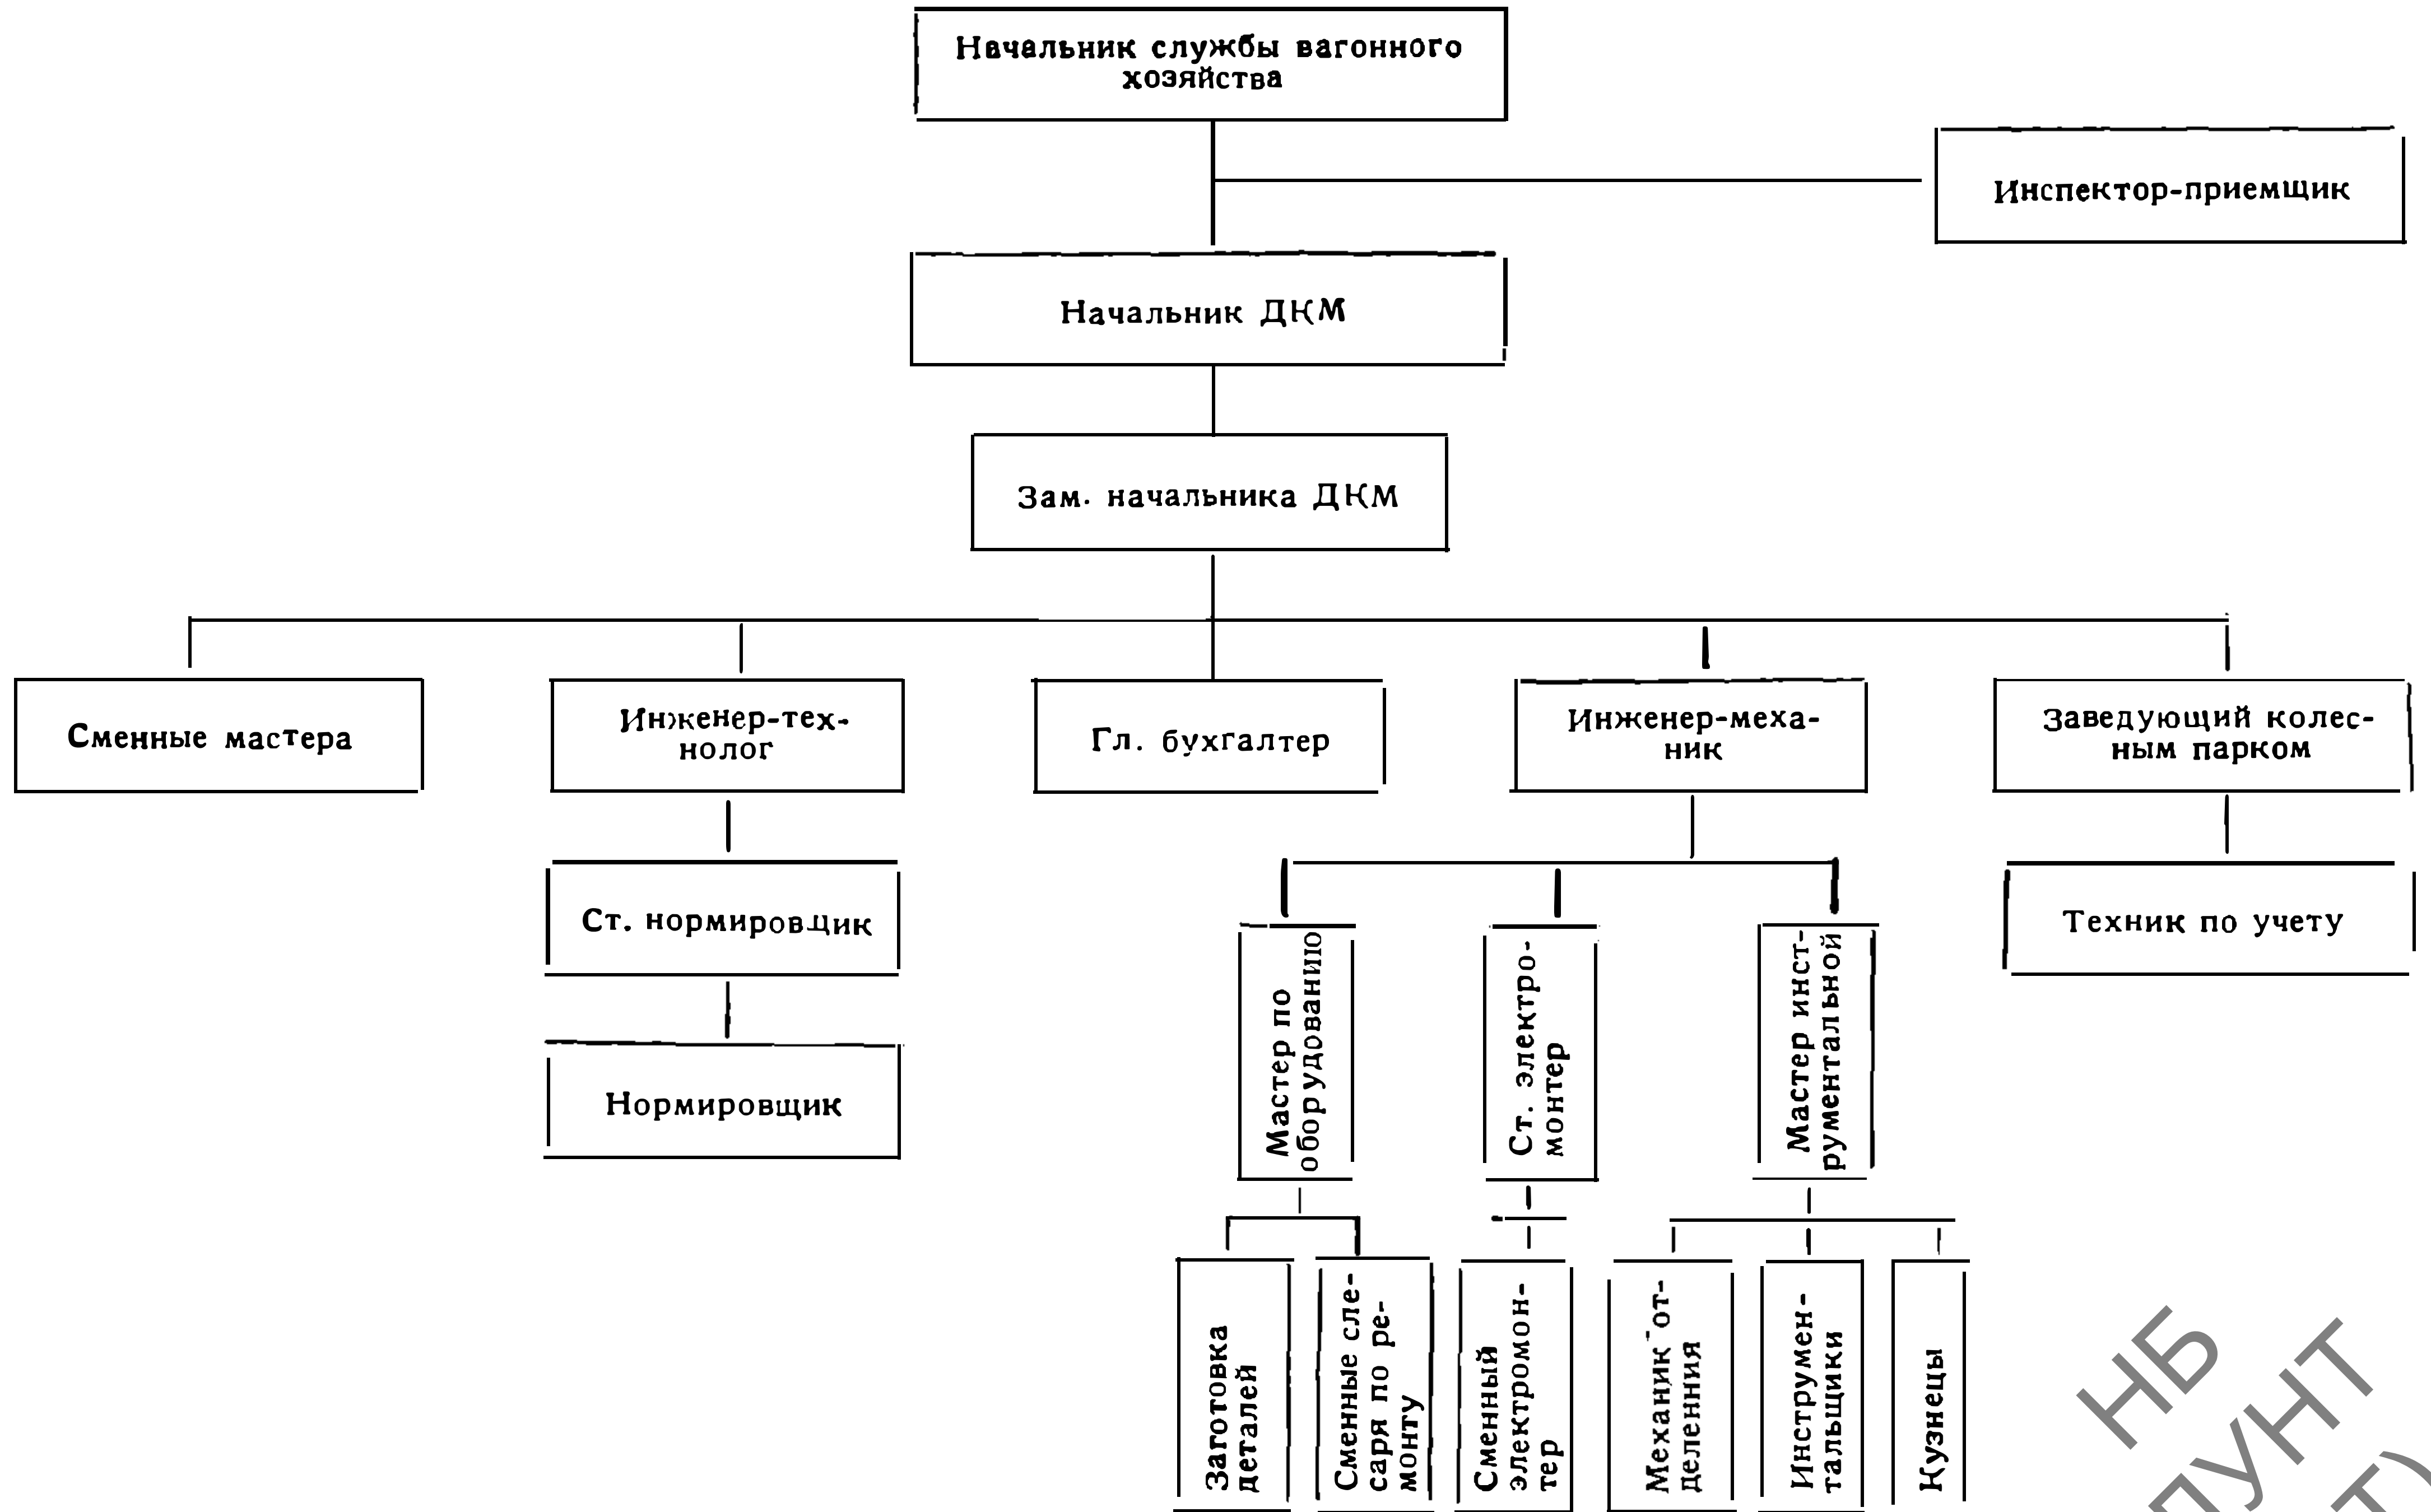 Начальник службы вагонного
хозяйства
Инспектор-приемщик
Начальник ДКМ
Зам. начальника ДКМ
Сменные мастера
Инженер-тех-
нолог
Гл. бухгалтер
Инженер-меха-
ник
Заведующий колес-
ным парком
Ст. нормировщик
Техник по учету
Нормировщик
Мастер по
оборудованию
Ст. электро-
монтер
Мастер инст-
рументальной
Заготовка
деталей
Сменные сле-
саря по ре-
монту
Сменный
электромон-
тер
Механик от-
деленния
Инструмен-
тальщики
Кузнецы
НБ